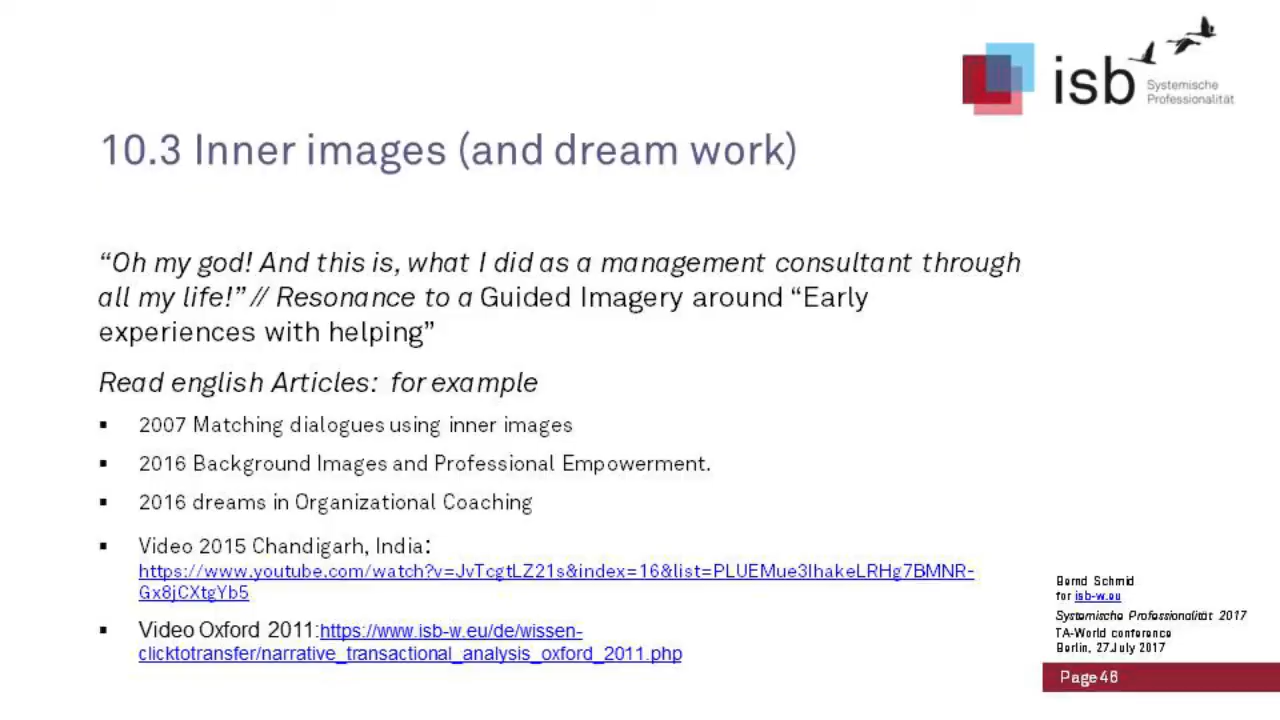 isb
Systemische
Professionalität
10.3 Inner images (and dream work)
“Oh my god! And this is, what I did as a management consultant through
all my life!” // Resonance to a Guided Imagery around “Early
experiences with helping”
Read english Articles: for example
▪ 2007 Matching dialogues using inner images
▪ 2016 Background Images and Professional Empowerment.
▪ 2016 dreams in Organizational Coaching
▪ Video 2015 Chandigarh, India:
https://www.youtube.com/watch?v=JvTcgtLZ21s&index=16&list=PLUEMue3IhakeLRHg7BMNR-
Gx8jCXtgYb5
▪ Video Oxford 2011:https://www.isb-w.eu/de/wissen-
clicktotransfer/narrative_transactional_analysis_oxford_2011.php
Bernd Schmid
for isb-w.eu
Systemische Professionalität 2017
TA-World conference
Berlin, 27.July 2017
Page46